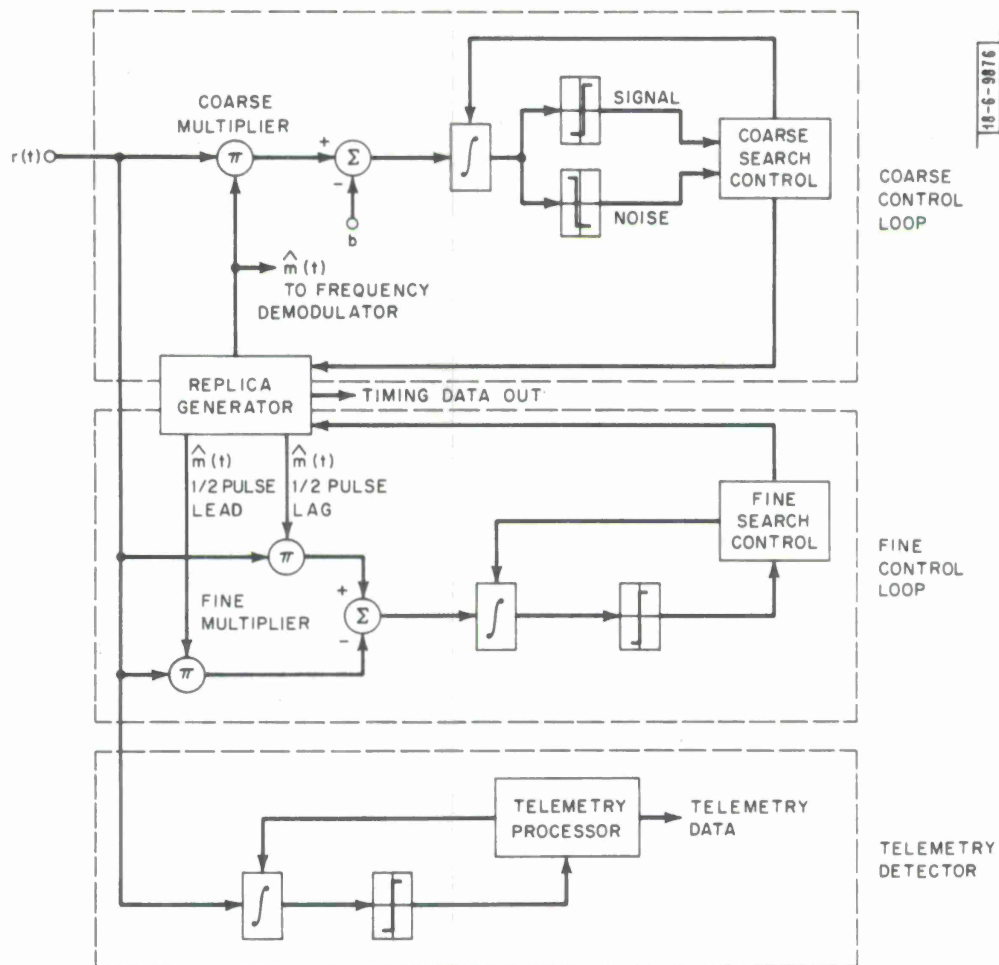 18-6-9876
COARSE
MULTIPLIER
r(t)
π
+
Σ
-
b
∫
SIGNAL
NOISE
COARSE
SEARCH
CONTROL
COARSE
CONTROL
LOOP
m̂(t)
TO FREQUENCY
DEMODULATOR
REPLICA
GENERATOR
TIMING DATA OUT
m̂(t)
1/2 PULSE
LEAD
m̂(t)
1/2 PULSE
LAG
π
FINE
MULTIPLIER
π
+
Σ
-
∫
FINE
SEARCH
CONTROL
FINE
CONTROL
LOOP
TELEMETRY
PROCESSOR
TELEMETRY
DATA
∫
TELEMETRY
DETECTOR